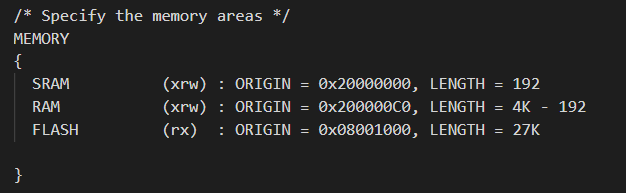 /* Specify the memory areas */
MEMORY
{
  SRAM          (xrw) : ORIGIN = 0x20000000, LENGTH = 192
  RAM           (xrw) : ORIGIN = 0x200000C0, LENGTH = 4K - 192
  FLASH         (rx)  : ORIGIN = 0x08001000, LENGTH = 27K
}